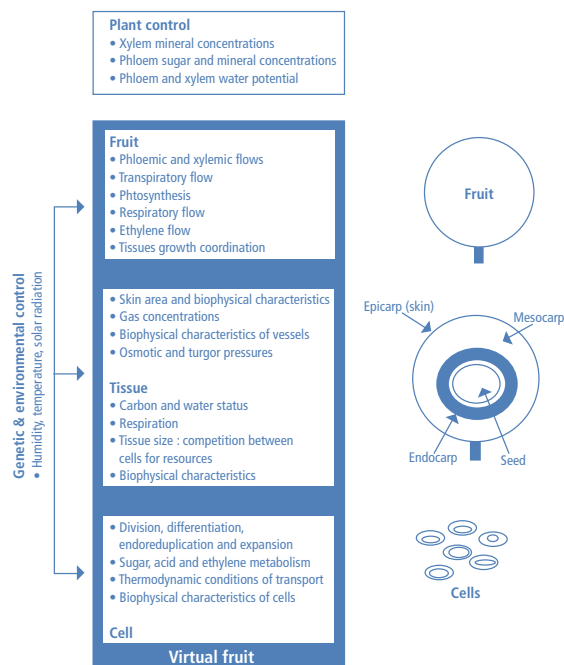 Plant control
• Xylem mineral concentrations
• Phloem sugar and mineral concentrations
• Phloem and xylem water potential
Fruit
• Phloemic and xylemic flows
• Transpiratory flow
• Phtosynthesis
• Respiratory flow
• Ethylene flow
• Tissues growth coordination
• Skin area and biophysical characteristics
• Gas concentrations
• Biophysical characteristics of vessels
• Osmotic and turgor pressures
Tissue
• Carbon and water status
• Respiration
• Tissue size : competition between
cells for resources
• Biophysical characteristics
• Division, differentiation,
endoreduplication and expansion
• Sugar, acid and ethylene metabolism
• Thermodynamic conditions of transport
• Biophysical characteristics of cells
Cell
Virtual fruit
Genetic & environmental control
• Humidity, temperature, solar radiation
Fruit
Epicarp (skin)
Mesocarp
Endocarp
Seed
Cells